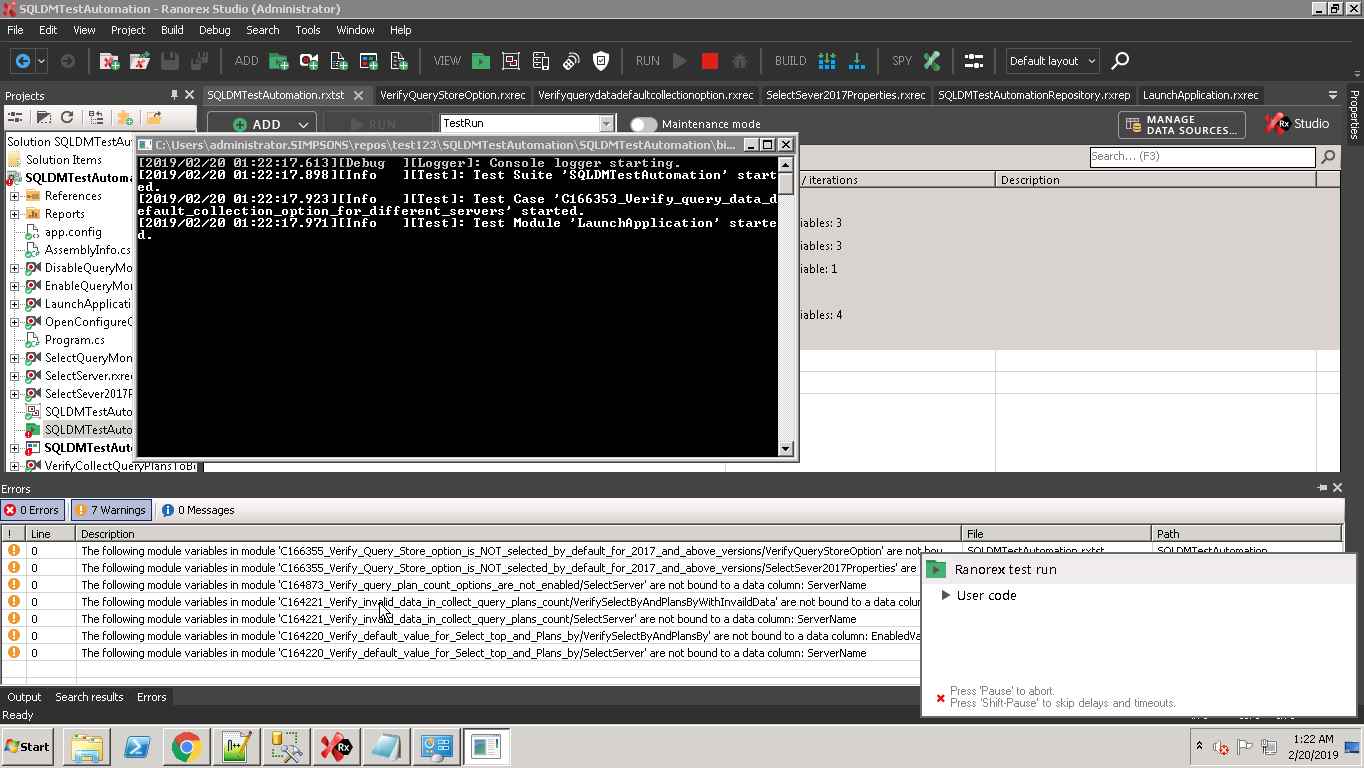 SQLDMTestAutomation - Ranorex Studio (Administrator)
File Edit View Project Build Debug Search Tools Window Help
ADD VIEW RUN BUILD SPY Default layout
Projects
SQLDMTestAutomation.rxtst VerifyQueryStoreOption.rxrec Verifyquerydatadefaultcollectionoption.rxrec SelectSever2017Properties.rxrec SQLDMTestAutomationRepository.rxrep LaunchApplication.rxrec
Properties
ADD RUN TestRun Maintenance mode MANAGE DATA SOURCES... Rx Studio
Solution SQLDMTestAu
Solution Items
SQLDMTestAutoma
References
Reports
app.config
AssemblyInfo.cs
DisableQueryMo
EnableQueryMon
LaunchApplicati
OpenConfigureC
Program.cs
SelectQueryMon
SelectServer.rxrec
SelectSever2017P
SQLDMTestAuto
SQLDMTestAuto
SQLDMTestAut
VerifyCollectQueryPlansToBe
C:\Users\administrator.SIMPSONS\repos\test123\SQLDMTestAutomation\SQLDMTestAutomation\bi...
[2019/02/20 01:22:17.613][Debug ][Logger]: Console logger starting.
[2019/02/20 01:22:17.898][Info ][Test]: Test Suite 'SQLDMTestAutomation' start
ed.
[2019/02/20 01:22:17.923][Info ][Test]: Test Case 'C166353_Verify_query_data_d
efault_collection_option_for_different_servers' started.
[2019/02/20 01:22:17.971][Info ][Test]: Test Module 'LaunchApplication' starte
d.
Search... (F3)
/ iterations Description
iables: 3
iables: 3
iable: 1
iables: 4
Errors
0 Errors 7 Warnings 0 Messages
! Line Description File Path
0 The following module variables in module 'C166355_Verify_Query_Store_option_is_NOT_selected_by_default_for_2017_and_above_versions/VerifyQueryStoreOption' are not bou SQLDMTestAutomation.rxtst SQLDMTestAutomation
0 The following module variables in module 'C166355_Verify_Query_Store_option_is_NOT_selected_by_default_for_2017_and_above_versions/SelectSever2017Properties' are
0 The following module variables in module 'C164873_Verify_query_plan_count_options_are_not_enabled/SelectServer' are not bound to a data column: ServerName
0 The following module variables in module 'C164221_Verify_invalid_data_in_collect_query_plans_count/VerifySelectByAndPlansByWithInvaildData' are not bound to a data colum
0 The following module variables in module 'C164221_Verify_invalid_data_in_collect_query_plans_count/SelectServer' are not bound to a data column: ServerName
0 The following module variables in module 'C164220_Verify_default_value_for_Select_top_and_Plans_by/VerifySelectByAndPlansBy' are not bound to a data column: EnabledVa
0 The following module variables in module 'C164220_Verify_default_value_for_Select_top_and_Plans_by/SelectServer' are not bound to a data column: ServerName
Ranorex test run
User code
Press 'Pause' to abort.
Press 'Shift-Pause' to skip delays and timeouts.
Output Search results Errors
Ready
Start
1:22 AM
2/20/2019